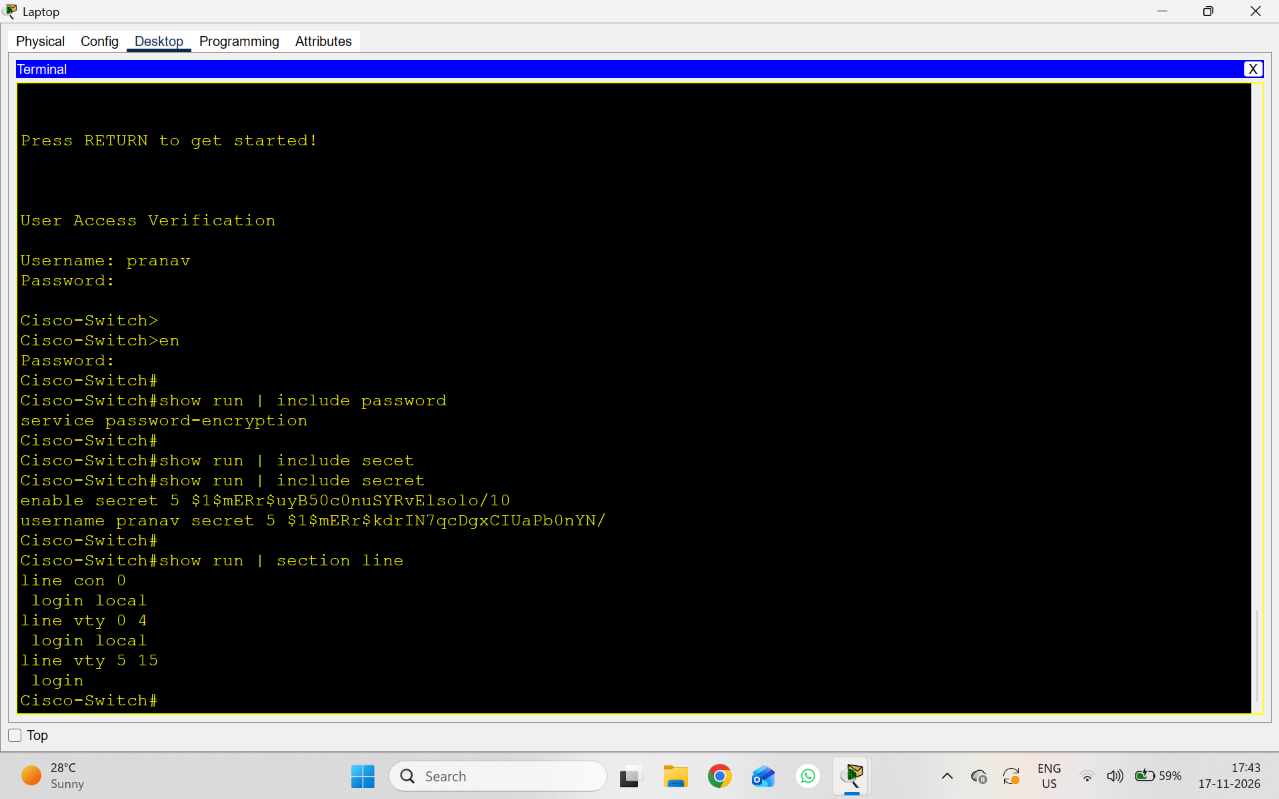 Laptop
Physical Config Desktop Programming Attributes
Terminal
X
Press RETURN to get started!
User Access Verification
Username: pranav
Password:
Cisco-Switch>
Cisco-Switch>en
Password:
Cisco-Switch#
Cisco-Switch#show run | include password
service password-encryption
Cisco-Switch#
Cisco-Switch#show run | include secet
Cisco-Switch#show run | include secret
enable secret 5 $1$mERr$uyB50c0nuSYRvElsolo/10
username pranav secret 5 $1$mERr$kdrIN7qcDgxCIUaPb0nYN/
Cisco-Switch#
Cisco-Switch#show run | section line
line con 0
login local
line vty 0 4
login local
line vty 5 15
login
Cisco-Switch#
Top
28°C
Sunny
Search
ENG
US
59%
17:43
17-11-2026